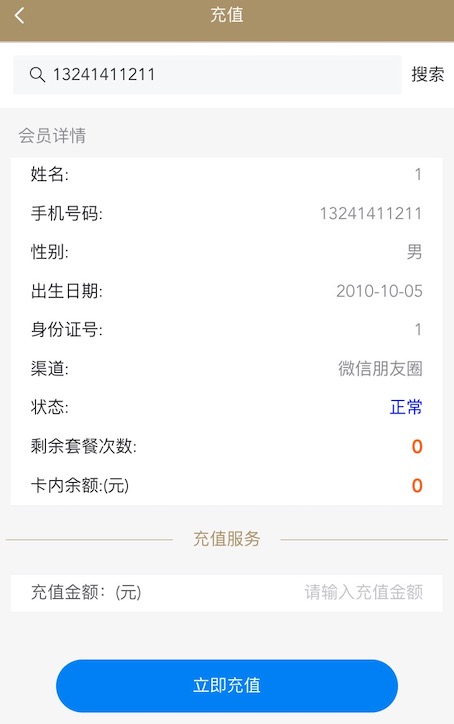 充值
13241411211 搜索
会员详情
姓名: 1
手机号码: 13241411211
性别: 男
出生日期: 2010-10-05
身份证号: 1
渠道: 微信朋友圈
状态: 正常
剩余套餐次数: 0
卡内余额:(元) 0
充值服务
充值金额：(元) 请输入充值金额
立即充值